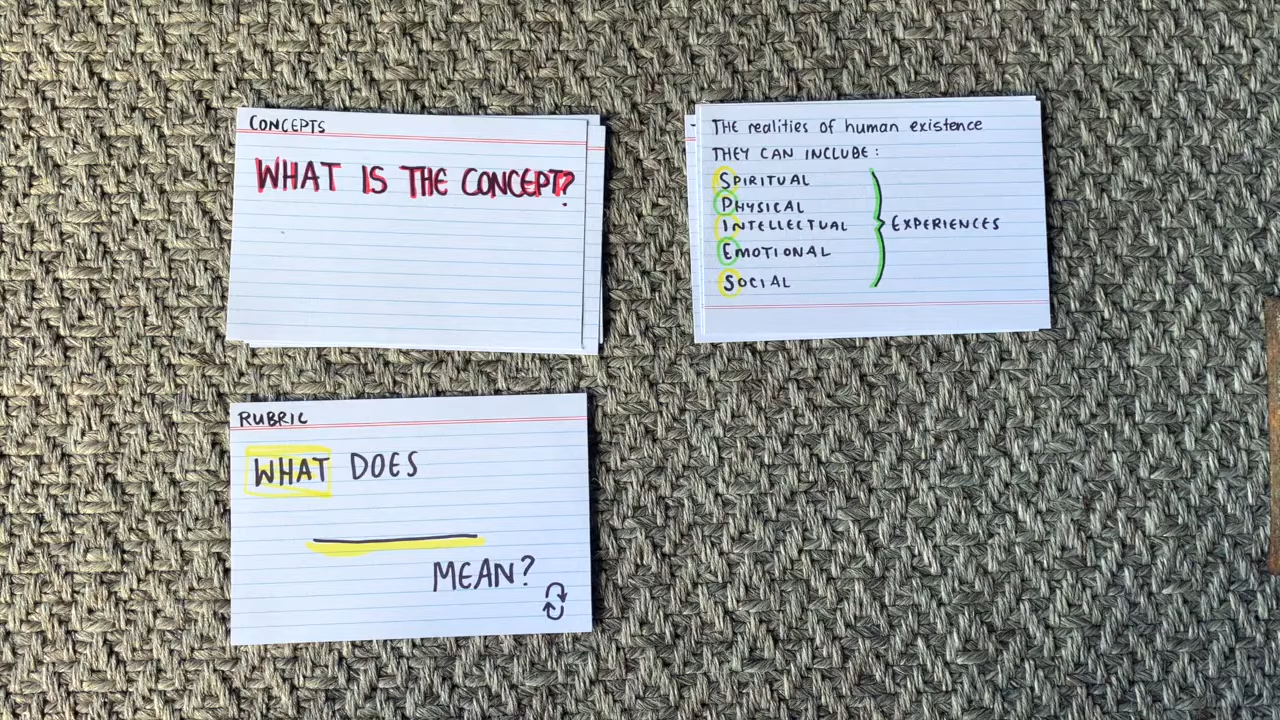 CONCEPTS
WHAT IS THE CONCEPT?
THE realities of human existence
THEY CAN INCLUDE:
SPIRITUAL
PHYSICAL
INTELLECTUAL
EMOTIONAL
SOCIAL
EXPERIENCES
RUBRIC
WHAT DOES
MEAN?